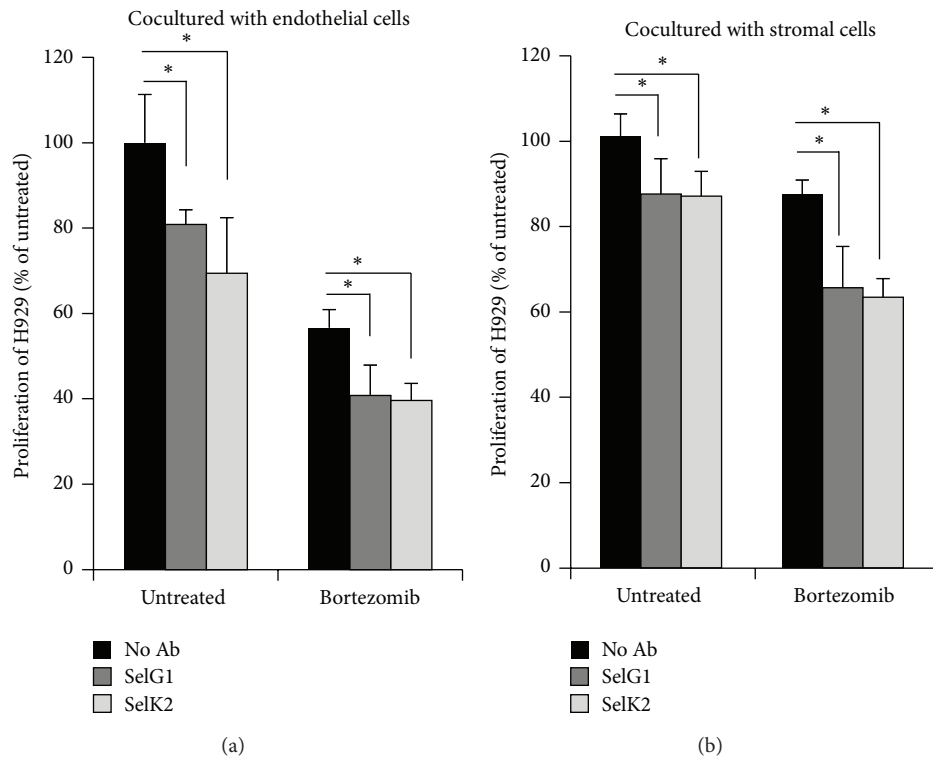 Cocultured with endothelial cells
Proliferation of H929 (% of untreated)
120
100
80
60
40
20
0
*
*
*
*
Untreated
Bortezomib
No Ab
SelG1
SelK2
(a)
Cocultured with stromal cells
Proliferation of H929 (% of untreated)
120
100
80
60
40
20
0
*
*
*
*
Untreated
Bortezomib
No Ab
SelG1
SelK2
(b)